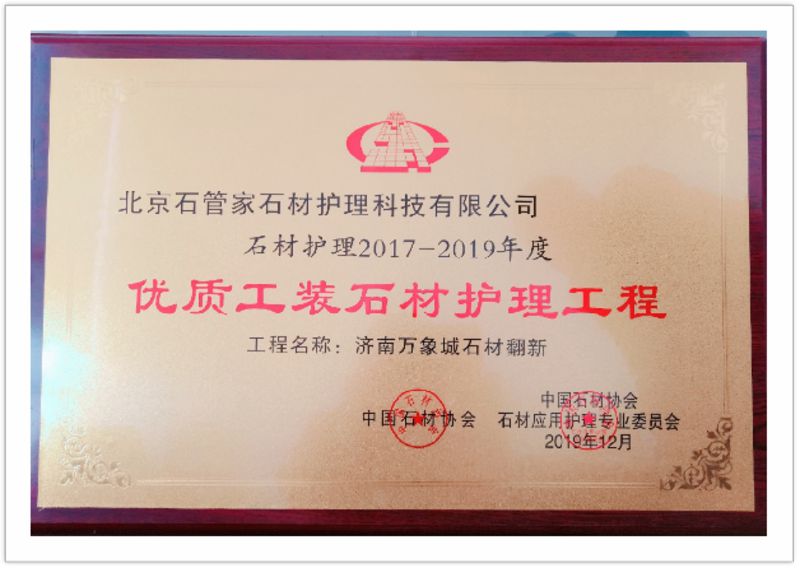 北京石管家石材护理科技有限公司
石材护理2017-2019年度
优质工装石材护理工程
工程名称：济南万象城石材翻新
中国石材协会
中国石材协会
石材应用护理专业委员会
2019年12月